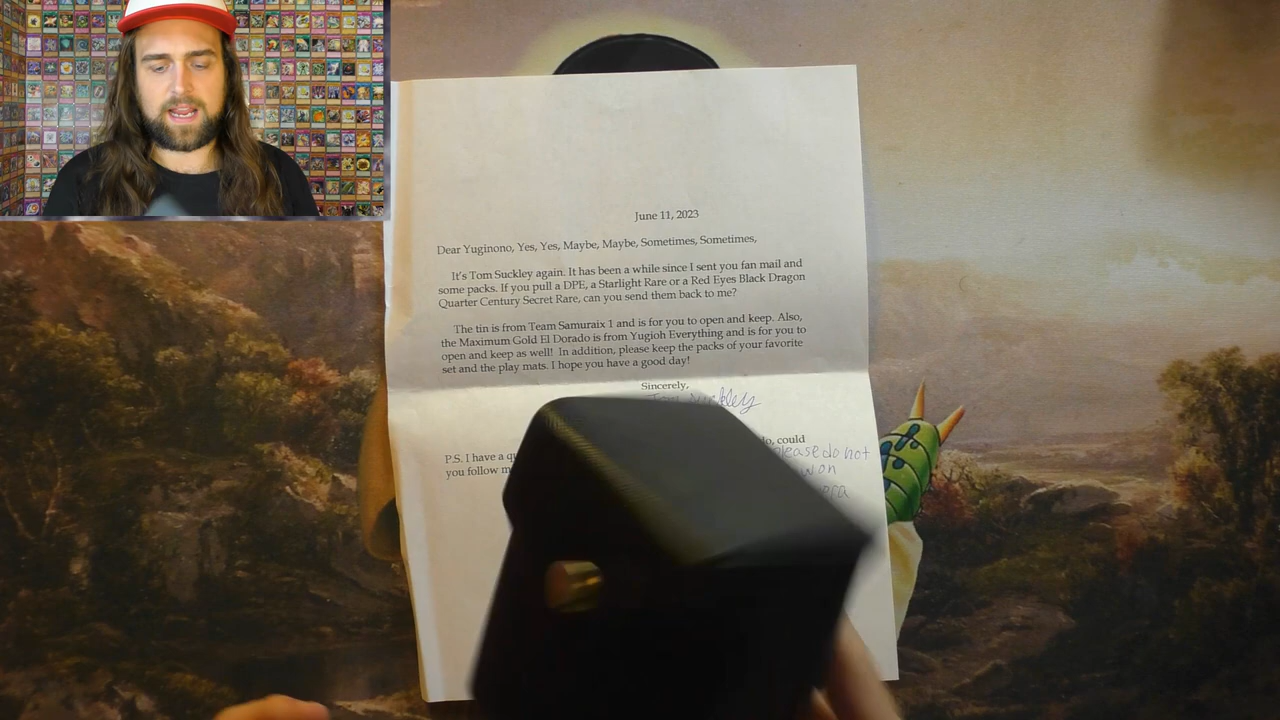 June 11, 2023
Dear Yuginono, Yes, Yes, Maybe, Maybe, Sometimes, Sometimes,
It's Tom Suckley again. It has been a while since I sent you fan mail and
some packs. If you pull a DPE, a Starlight Rare or a Red Eyes Black Dragon
Quarter Century Secret Rare, can you send them back to me?
The tin is from Team Samuraix 1 and is for you to open and keep. Also,
the Maximum Gold El Dorado is from Yugioh Everything and is for you to
open and keep as well! In addition, please keep the packs of your favorite
set and the play mats. I hope you have a good day!
Sincerely,
Suckley
P.S. I have a could
please do not
you follow on